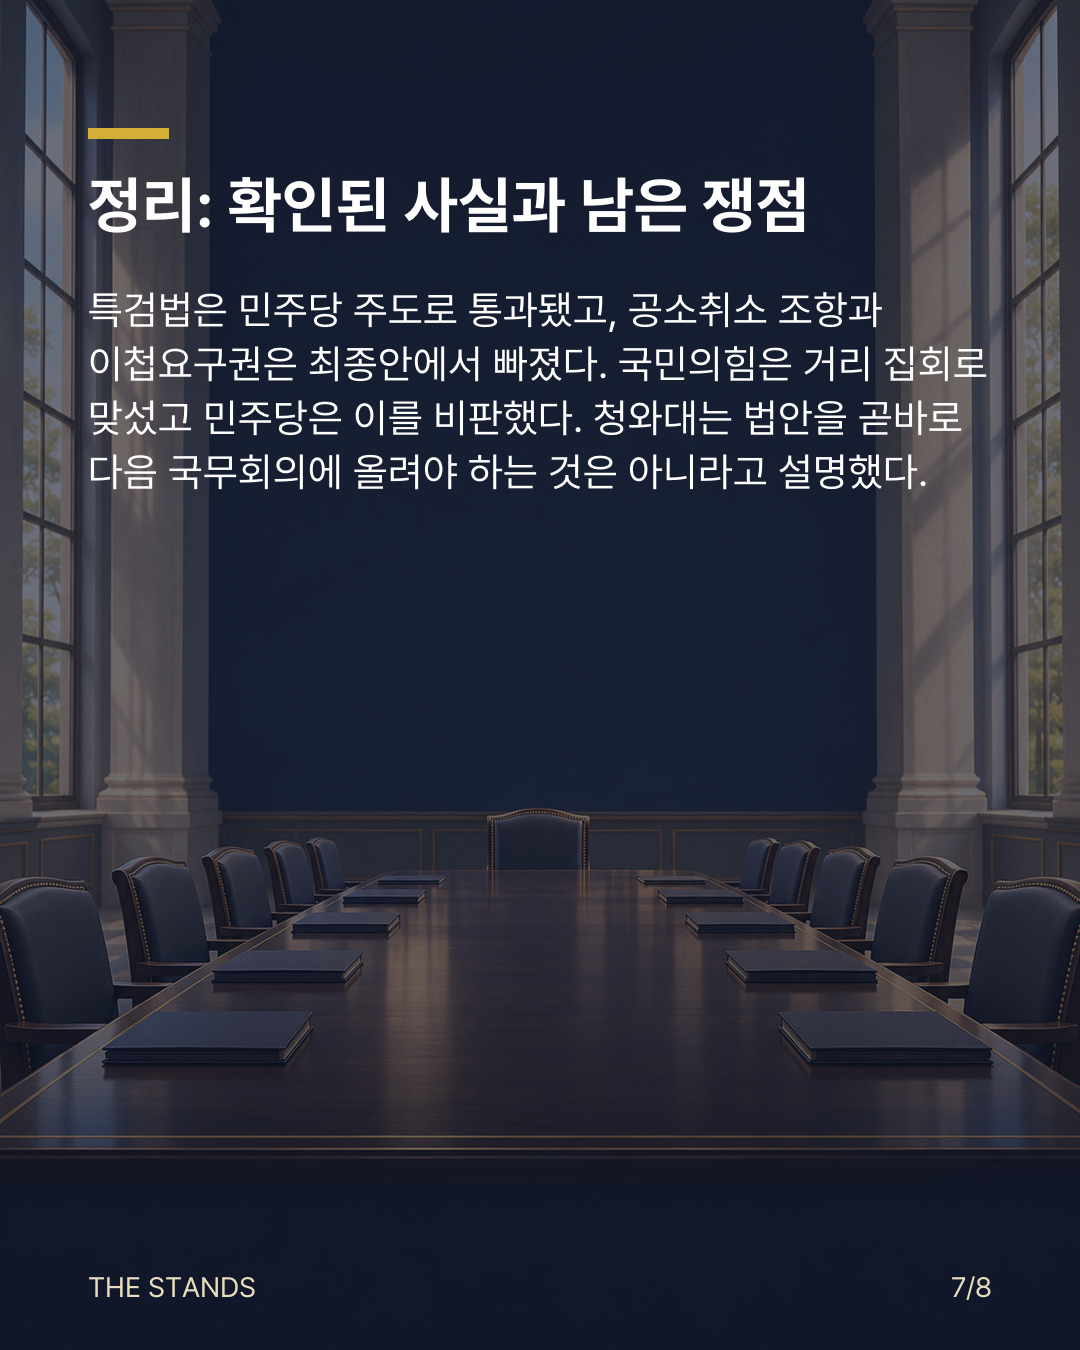 정리: 확인된 사실과 남은 쟁점
특검법은 민주당 주도로 통과됐고, 공소취소 조항과
이첩요구권은 최종안에서 빠졌다. 국민의힘은 거리 집회로
맞섰고 민주당은 이를 비판했다. 청와대는 법안을 곧바로
다음 국무회의에 올려야 하는 것은 아니라고 설명했다.
THE STANDS
7/8